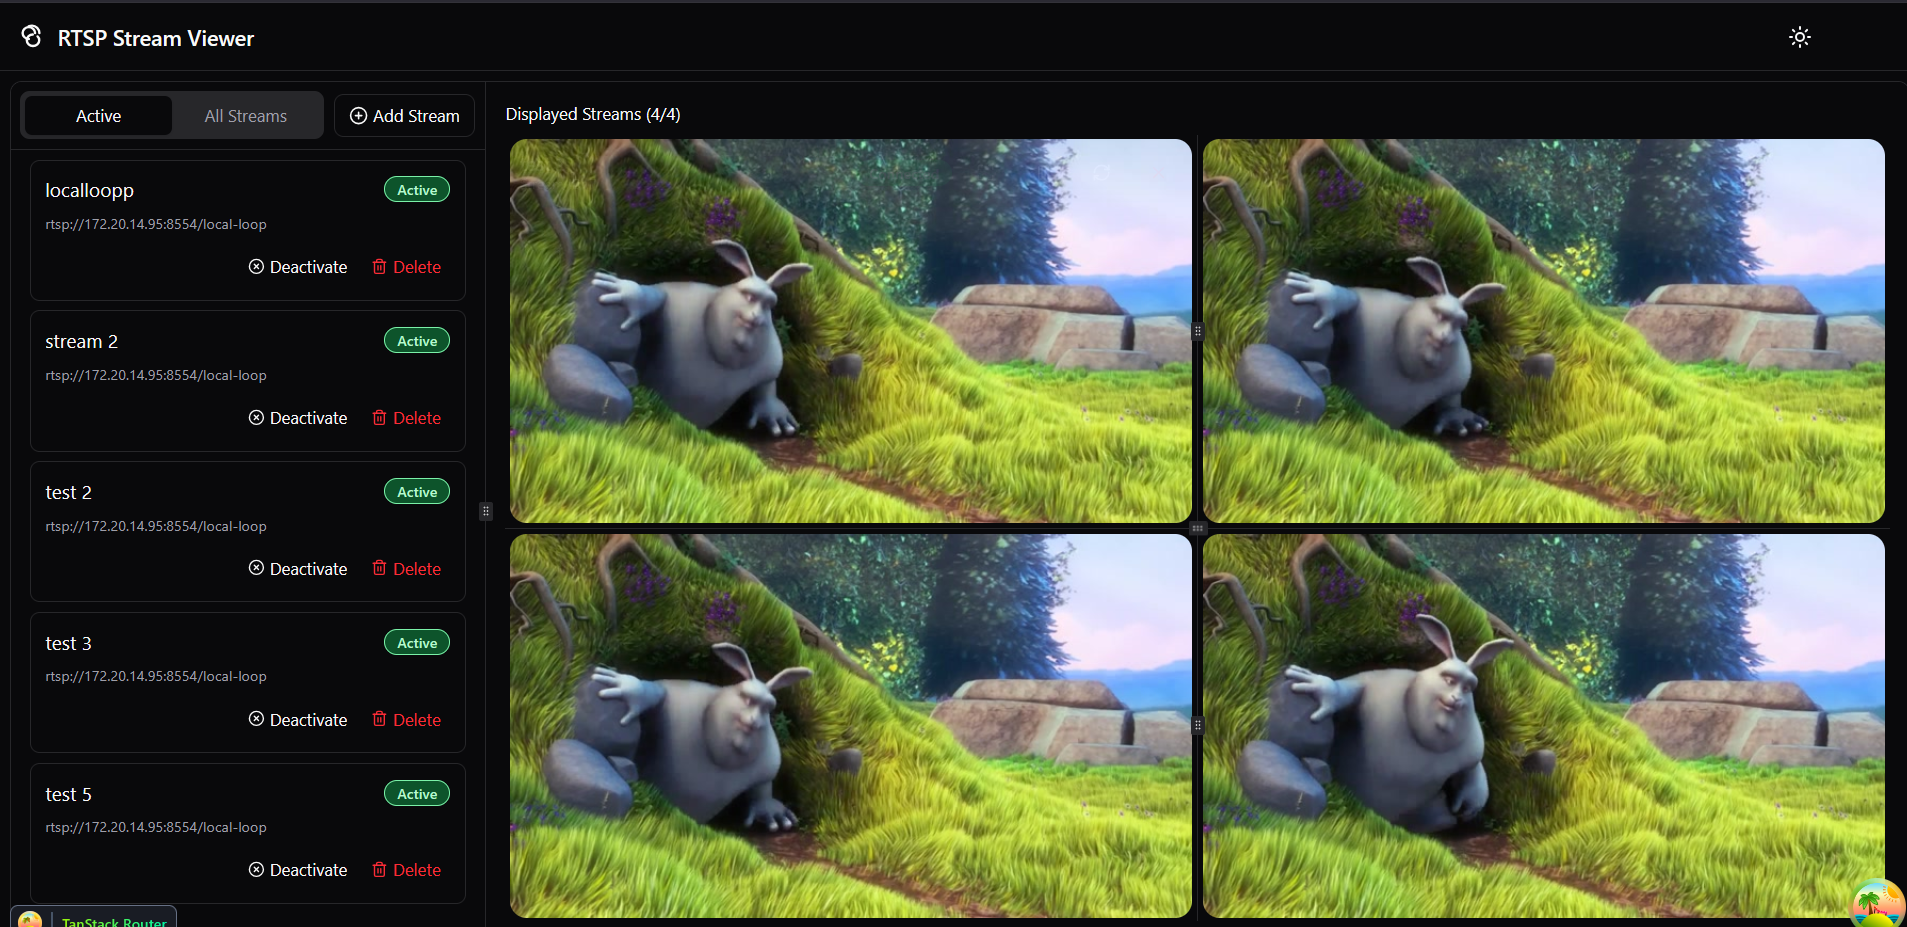 RTSP Stream Viewer
Active
All Streams
Add Stream
Displayed Streams (4/4)
localloopp
Active
rtsp://172.20.14.95:8554/local-loop
Deactivate
Delete
stream 2
Active
rtsp://172.20.14.95:8554/local-loop
Deactivate
Delete
test 2
Active
rtsp://172.20.14.95:8554/local-loop
Deactivate
Delete
test 3
Active
rtsp://172.20.14.95:8554/local-loop
Deactivate
Delete
test 5
Active
rtsp://172.20.14.95:8554/local-loop
Deactivate
Delete
TanStack Router